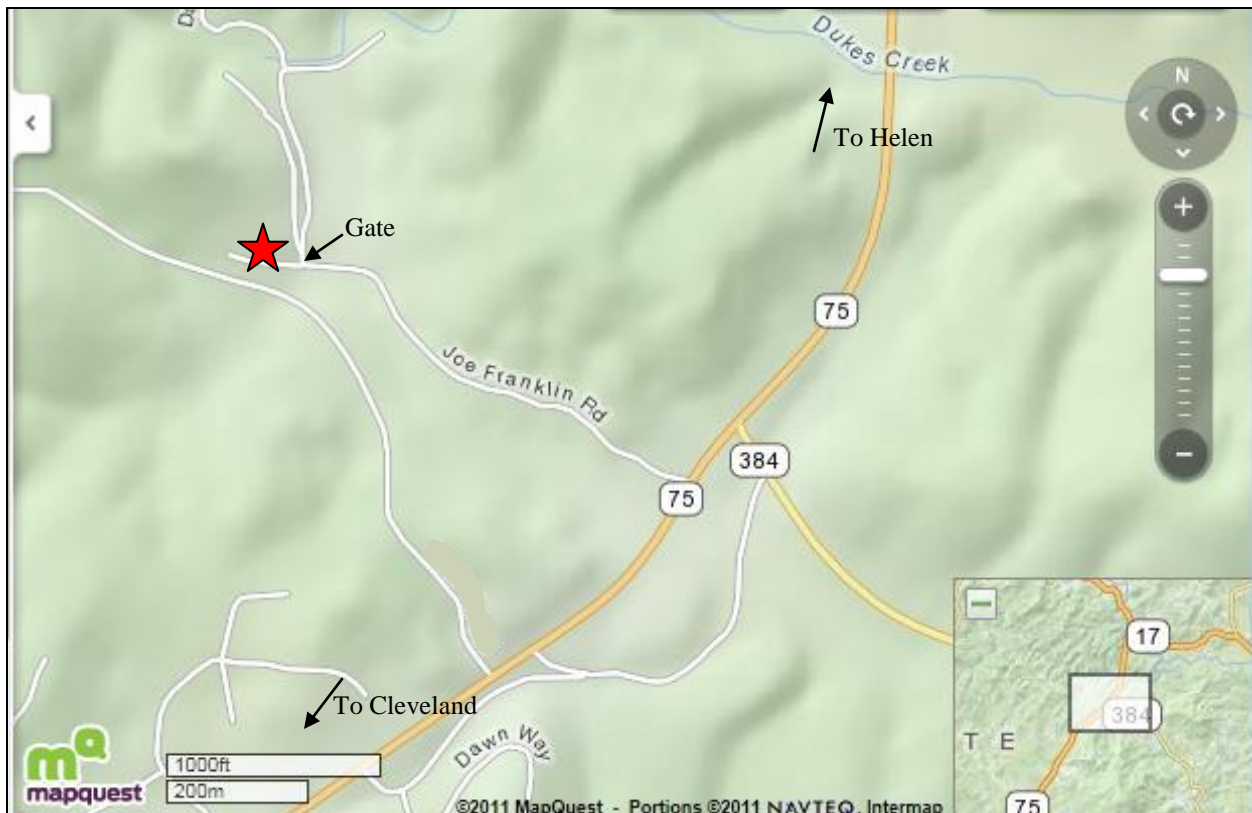 Dukes Creek
N
To Helen
Gate
75
Joe Franklin Rd
384
75
17
384
To Cleveland
T E
Dawn Way
mapquest
1000ft
200m
75
©2011 MapQuest - Portions ©2011 NAVTEQ, Intermap